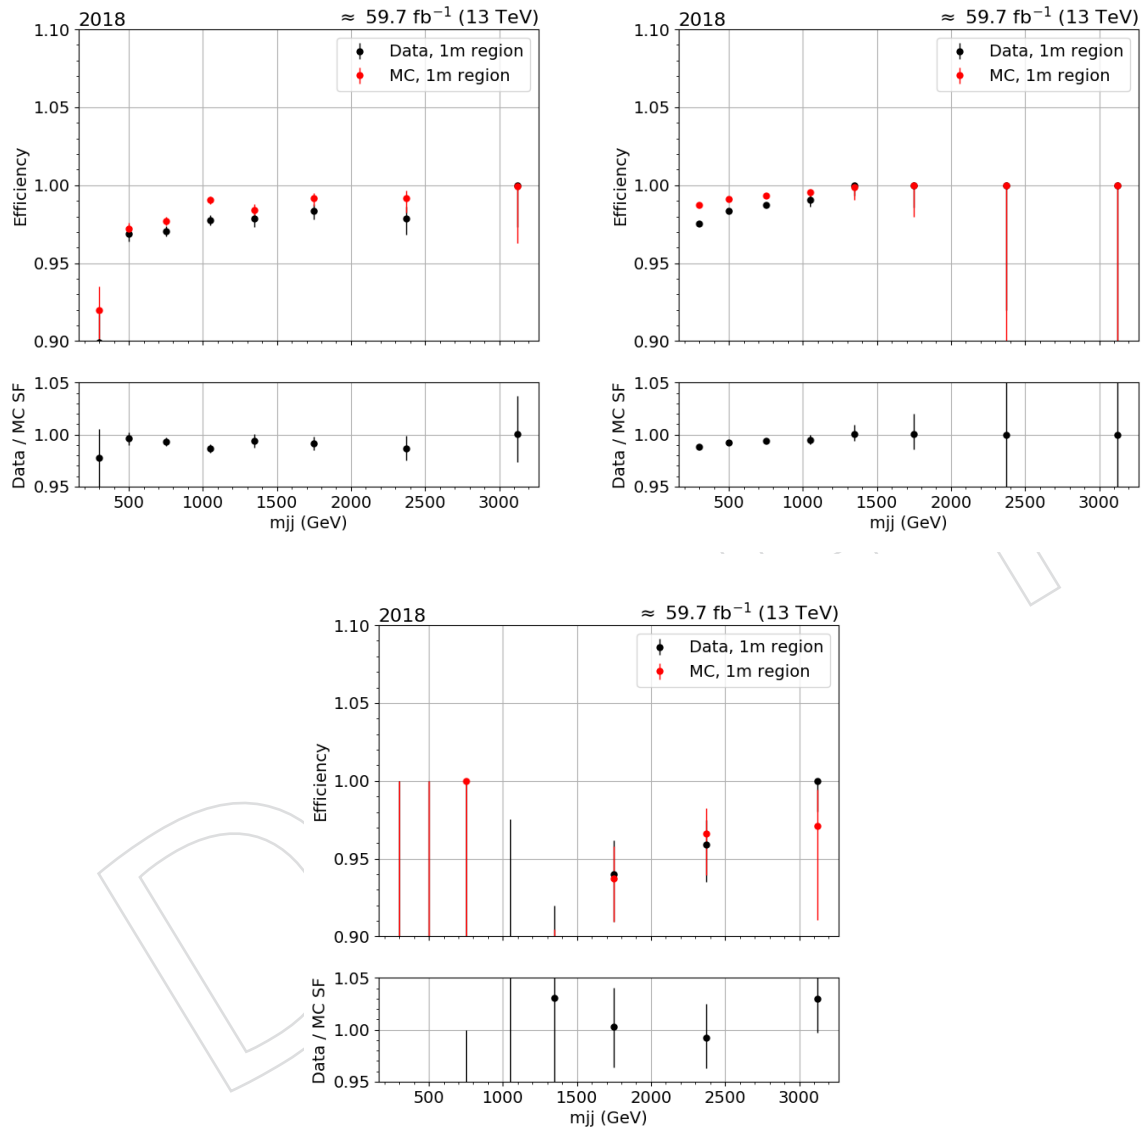 2018 ≈ 59.7 fb⁻¹ (13 TeV)
Data, 1m region
MC, 1m region
Efficiency
1.10
1.05
1.00
0.95
0.90
Data / MC SF
1.05
1.00
0.95
500 1000 1500 2000 2500 3000
mjj (GeV)
2018 ≈ 59.7 fb⁻¹ (13 TeV)
Data, 1m region
MC, 1m region
Efficiency
1.10
1.05
1.00
0.95
0.90
Data / MC SF
1.05
1.00
0.95
500 1000 1500 2000 2500 3000
mjj (GeV)
2018 ≈ 59.7 fb⁻¹ (13 TeV)
Data, 1m region
MC, 1m region
Efficiency
1.10
1.05
1.00
0.95
0.90
Data / MC SF
1.05
1.00
0.95
500 1000 1500 2000 2500 3000
mjj (GeV)